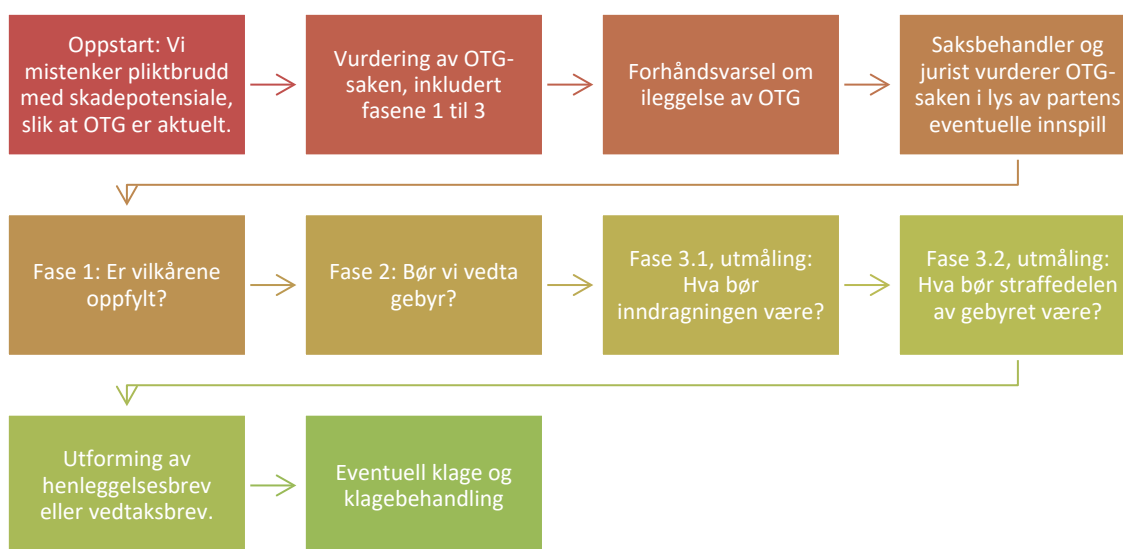 Oppstart: Vi
mistenker pliktbrudd
med skadepotensiale,
slik at OTG er aktuelt.
Vurdering av OTG-
saken, inkludert
fasene 1 til 3
Forhåndsvarsel om
ileggelse av OTG
Saksbehandler og
jurist vurderer OTG-
saken i lys av partens
eventuelle innspill
Fase 1: Er vilkårene
oppfylt?
Fase 2: Bør vi vedta
gebyr?
Fase 3.1, utmåling:
Hva bør
inndragningen være?
Fase 3.2, utmåling:
Hva bør straffedelen
av gebyret være?
Utforming av
henleggelsesbrev
eller vedtaksbrev.
Eventuell klage og
klagebehandling